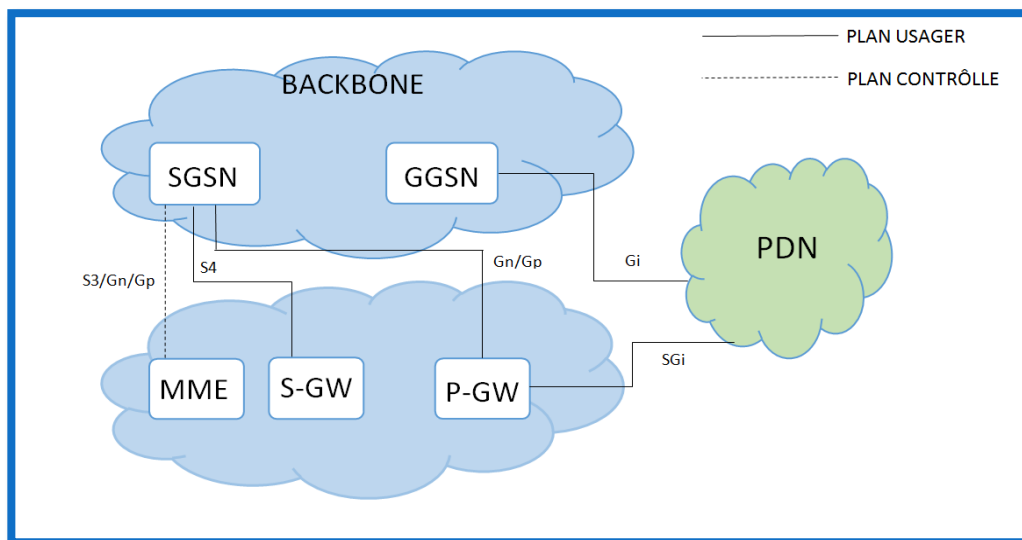 PLAN USAGER
PLAN CONTRÔLLE
BACKBONE
SGSN
GGSN
PDN
S3/Gn/Gp
S4
Gn/Gp
Gi
MME
S-GW
P-GW
SGi